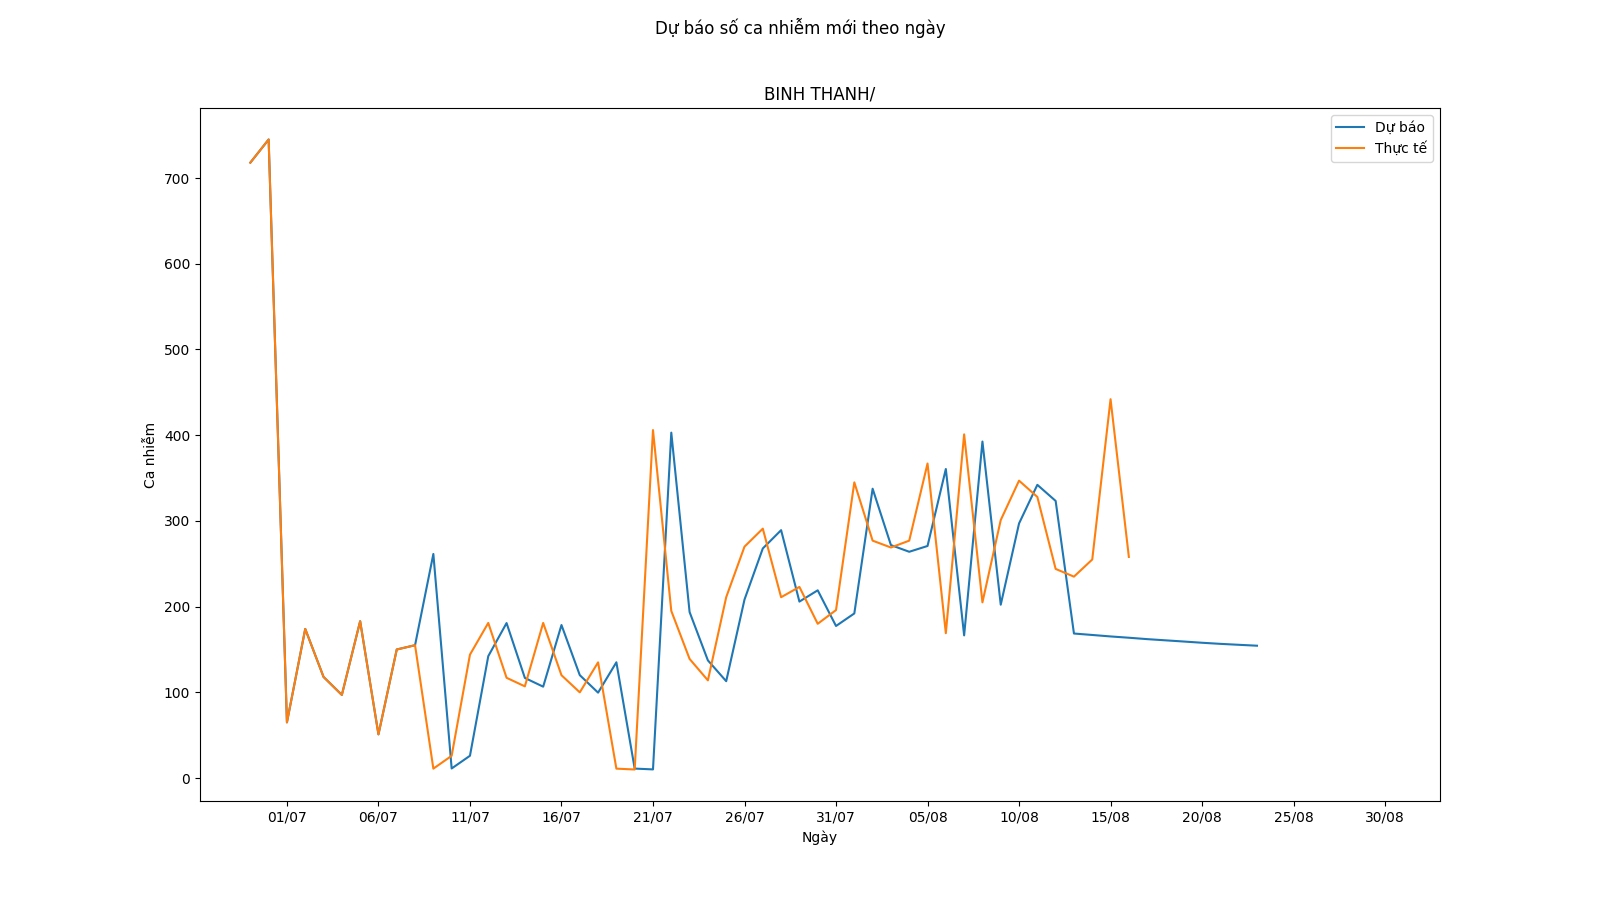 Dự báo số ca nhiễm mới theo ngày
BINH THANH/
Dự báo
Thực tế
700
600
500
400
300
200
100
0
Ca nhiễm
01/07 06/07 11/07 16/07 21/07 26/07 31/07 05/08 10/08 15/08 20/08 25/08 30/08
Ngày